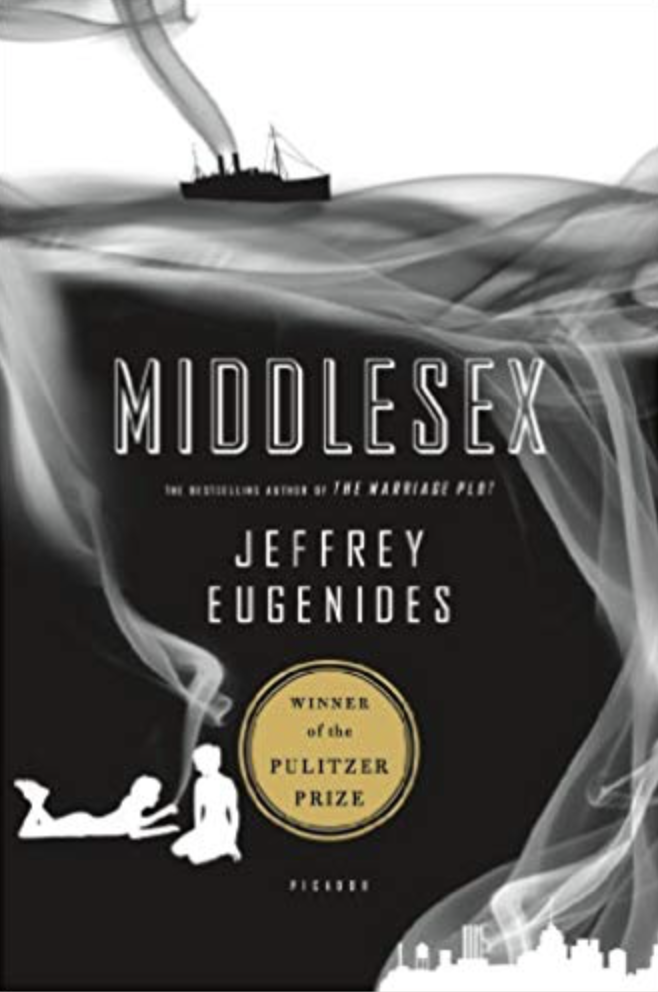 MIDDLESEX
THE BESTSELLING AUTHOR OF THE MARRIAGE PLOT
JEFFREY
EUGENIDES
WINNER
of the
PULITZER
PRIZE
PICADOR